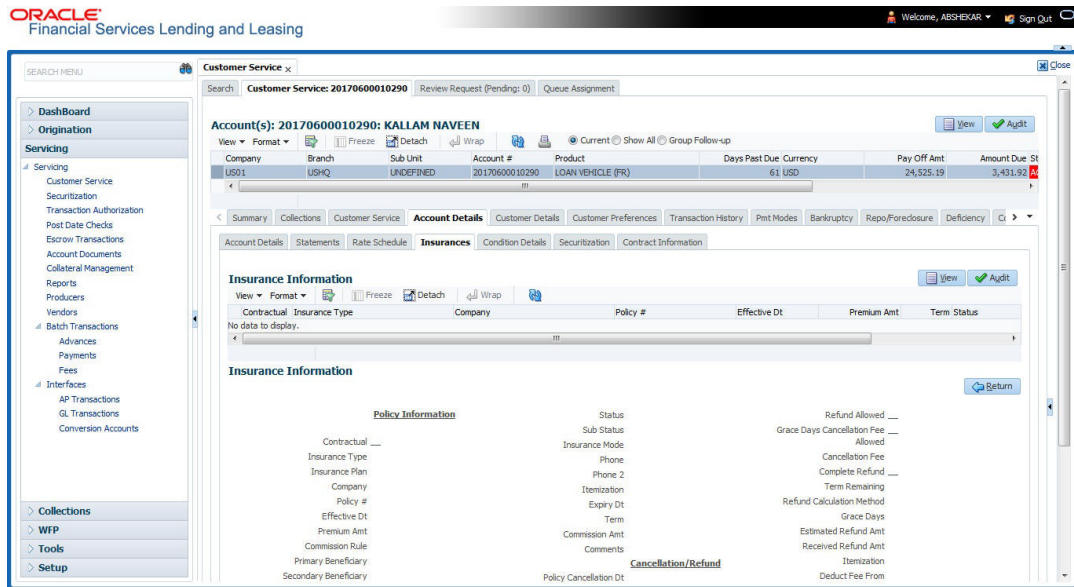 ORACLE
Financial Services Lending and Leasing
Welcome, ABSHEKAR
Sign Out
SEARCH MENU
Customer Service x
Close
Search Customer Service: 20170600010290 Review Request (Pending: 0) Queue Assignment
DashBoard
Origination
Servicing
Servicing
Customer Service
Securitization
Transaction Authorization
Post Date Checks
Escrow Transactions
Account Documents
Collateral Management
Reports
Producers
Vendors
Batch Transactions
Advances
Payments
Fees
Interfaces
AP Transactions
GL Transactions
Conversion Accounts
Collections
WFP
Tools
Setup
Account(s): 20170600010290: KALLAM NAVEEN
View Audit
View Format Freeze Detach Wrap Current Show All Group Follow-up
Company Branch Sub Unit Account # Product Days Past Due Currency Pay Off Amt Amount Due St
US01 USHQ UNDEFINED 20170600010290 LOAN VEHICLE (FR) 61 USD 24,525.19 3,431.92
Summary Collections Customer Service Account Details Customer Details Customer Preferences Transaction History Pmt Modes Bankruptcy Repo/Foreclosure Deficiency
Account Details Statements Rate Schedule Insurances Condition Details Securitization Contract Information
Insurance Information
View Audit
View Format Freeze Detach Wrap
Contractual Insurance Type Company Policy # Effective Dt Premium Amt Term Status
No data to display.
Insurance Information
Return
Policy Information
Contractual
Insurance Type
Insurance Plan
Company
Policy #
Effective Dt
Premium Amt
Commission Rule
Primary Beneficiary
Secondary Beneficiary
Status
Sub Status
Insurance Mode
Phone
Phone 2
Itemization
Expiry Dt
Term
Commission Amt
Comments
Cancellation/Refund
Policy Cancellation Dt
Refund Allowed
Grace Days Cancellation Fee
Allowed
Cancellation Fee
Complete Refund
Term Remaining
Refund Calculation Method
Grace Days
Estimated Refund Amt
Received Refund Amt
Itemization
Deduct Fee From